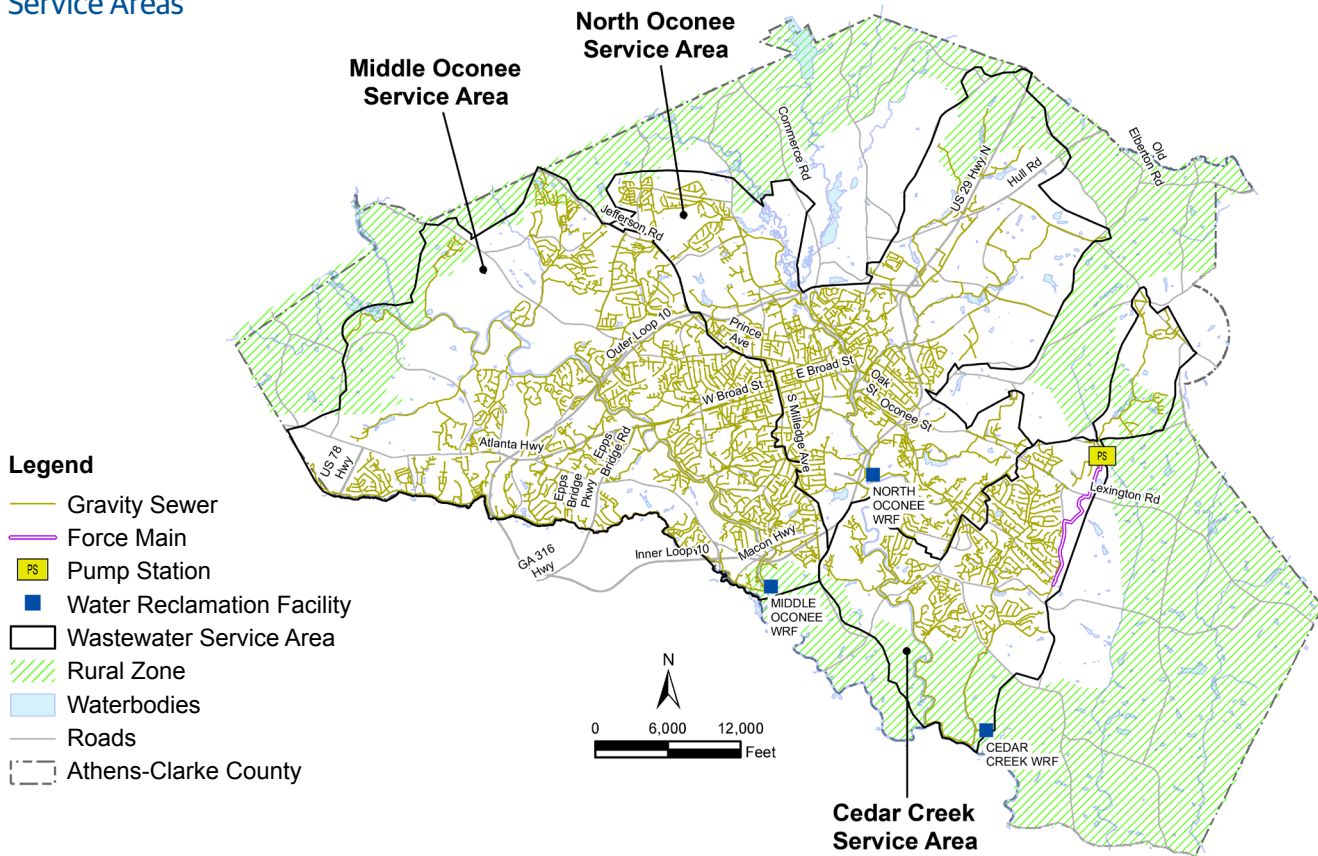 Service Areas
North Oconee
Service Area
Middle Oconee
Service Area
Commerce Rd
US 29 Hwy N
Hull Rd
Old
Elberton Rd
Jefferson Rd
Outer Loop 10
Prince
Ave
E Broad St
Oak
St
Oconee St
W Broad St
S Milledge Ave
Atlanta Hwy
US 78
Hwy
Epps
Bridge Rd
Epps
Bridge
Pkwy
GA 316
Hwy
Inner Loop 10
Macon Hwy
PS
Lexington Rd
NORTH
OCONEE
WRF
MIDDLE
OCONEE
WRF
CEDAR
CREEK WRF
Cedar Creek
Service Area
N
0 6,000 12,000
Feet
Legend
Gravity Sewer
Force Main
PS Pump Station
Water Reclamation Facility
Wastewater Service Area
Rural Zone
Waterbodies
Roads
Athens-Clarke County